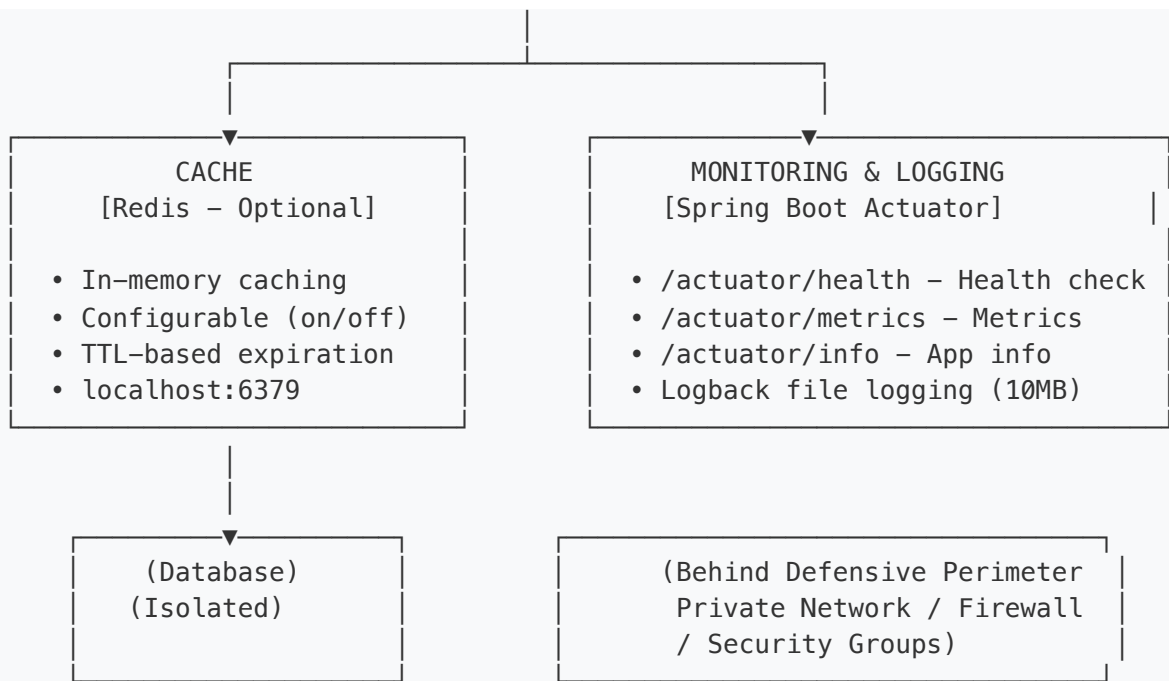 CACHE
[Redis – Optional]
• In–memory caching
• Configurable (on/off)
• TTL–based expiration
• localhost:6379
MONITORING & LOGGING
[Spring Boot Actuator]
• /actuator/health – Health check
• /actuator/metrics – Metrics
• /actuator/info – App info
• Logback file logging (10MB)
(Database)
(Isolated)
(Behind Defensive Perimeter
Private Network / Firewall
/ Security Groups)